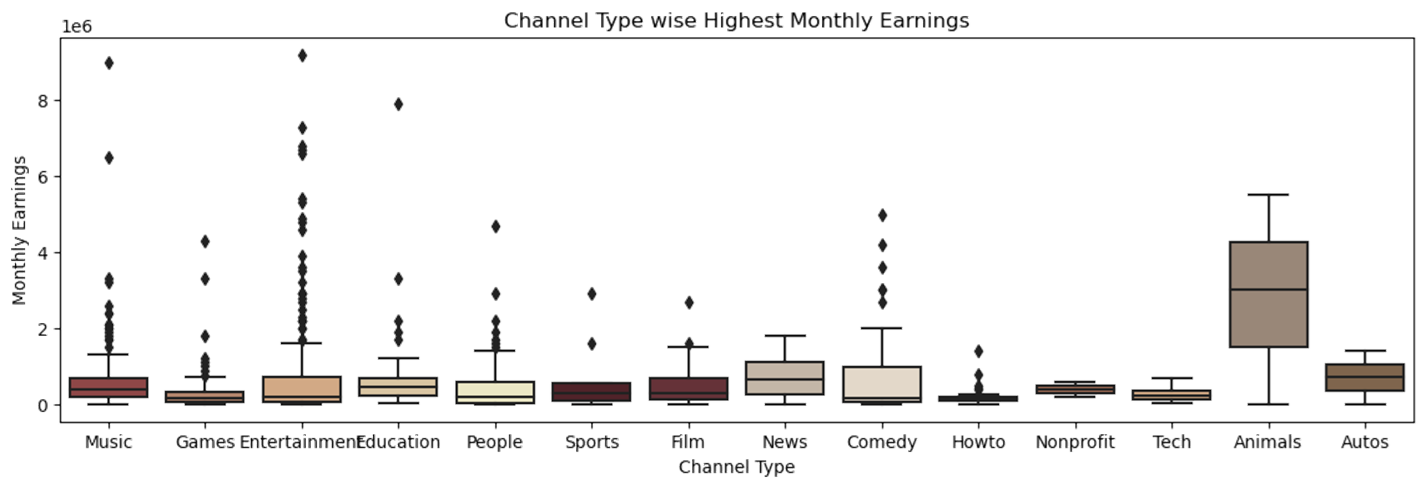 Channel Type wise Highest Monthly Earnings
1e6
Monthly Earnings
8
6
4
2
0
Music Games Entertainment Education People Sports Film News Comedy Howto Nonprofit Tech Animals Autos
Channel Type